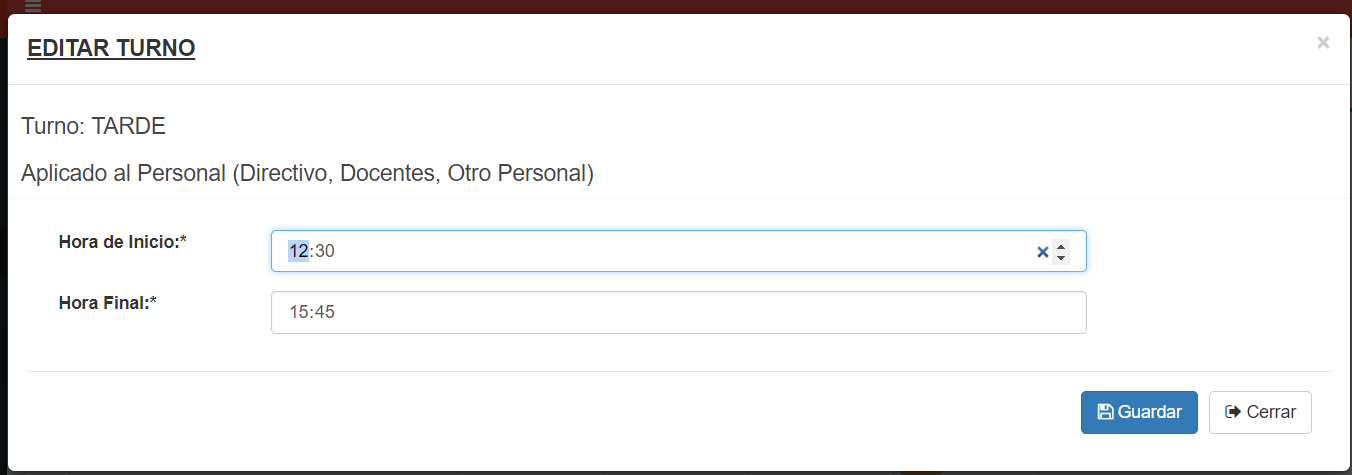 EDITAR TURNO
×
Turno: TARDE
Aplicado al Personal (Directivo, Docentes, Otro Personal)
Hora de Inicio:*
12:30
Hora Final:*
15:45
Guardar
Cerrar